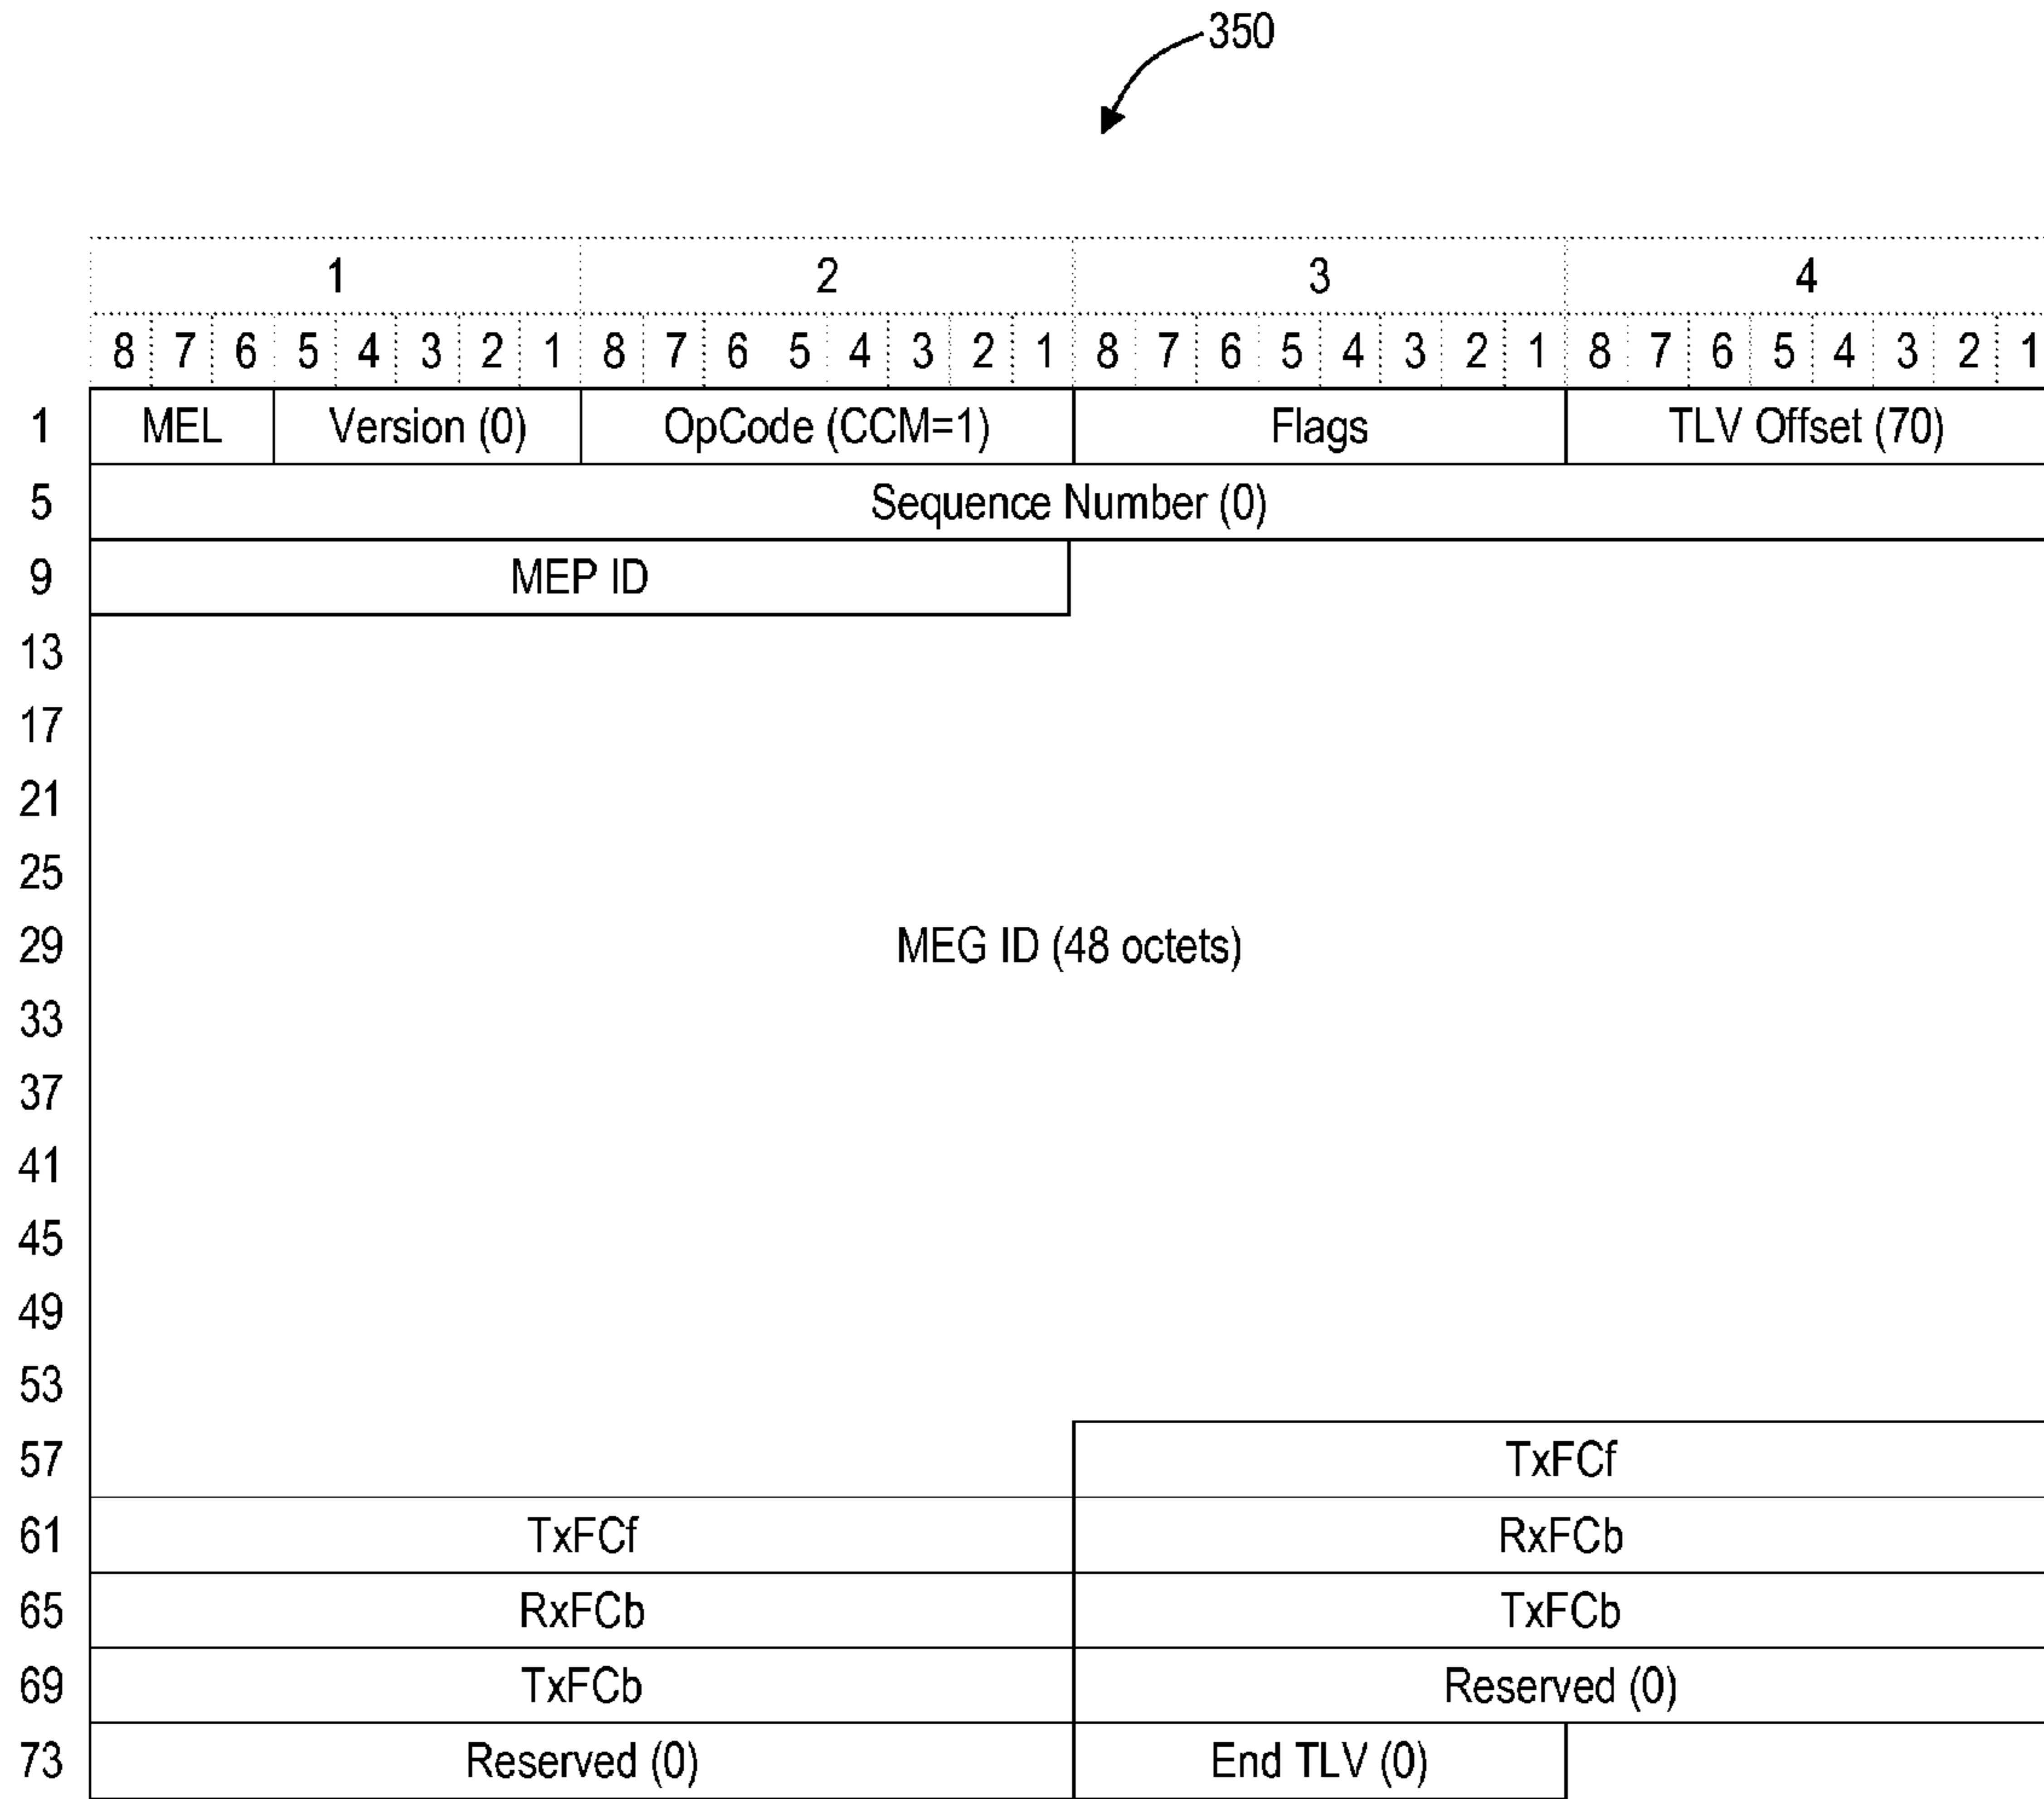 350
1 2 3 4
8 7 6 5 4 3 2 1 8 7 6 5 4 3 2 1 8 7 6 5 4 3 2 1 8 7 6 5 4 3 2 1
1 MEL Version (0) OpCode (CCM=1) Flags TLV Offset (70)
5 Sequence Number (0)
9 MEP ID
13
17
21
25
29 MEG ID (48 octets)
33
37
41
45
49
53
57 TxFCf
61 TxFCf RxFCb
65 RxFCb TxFCb
69 TxFCb Reserved (0)
73 Reserved (0) End TLV (0)